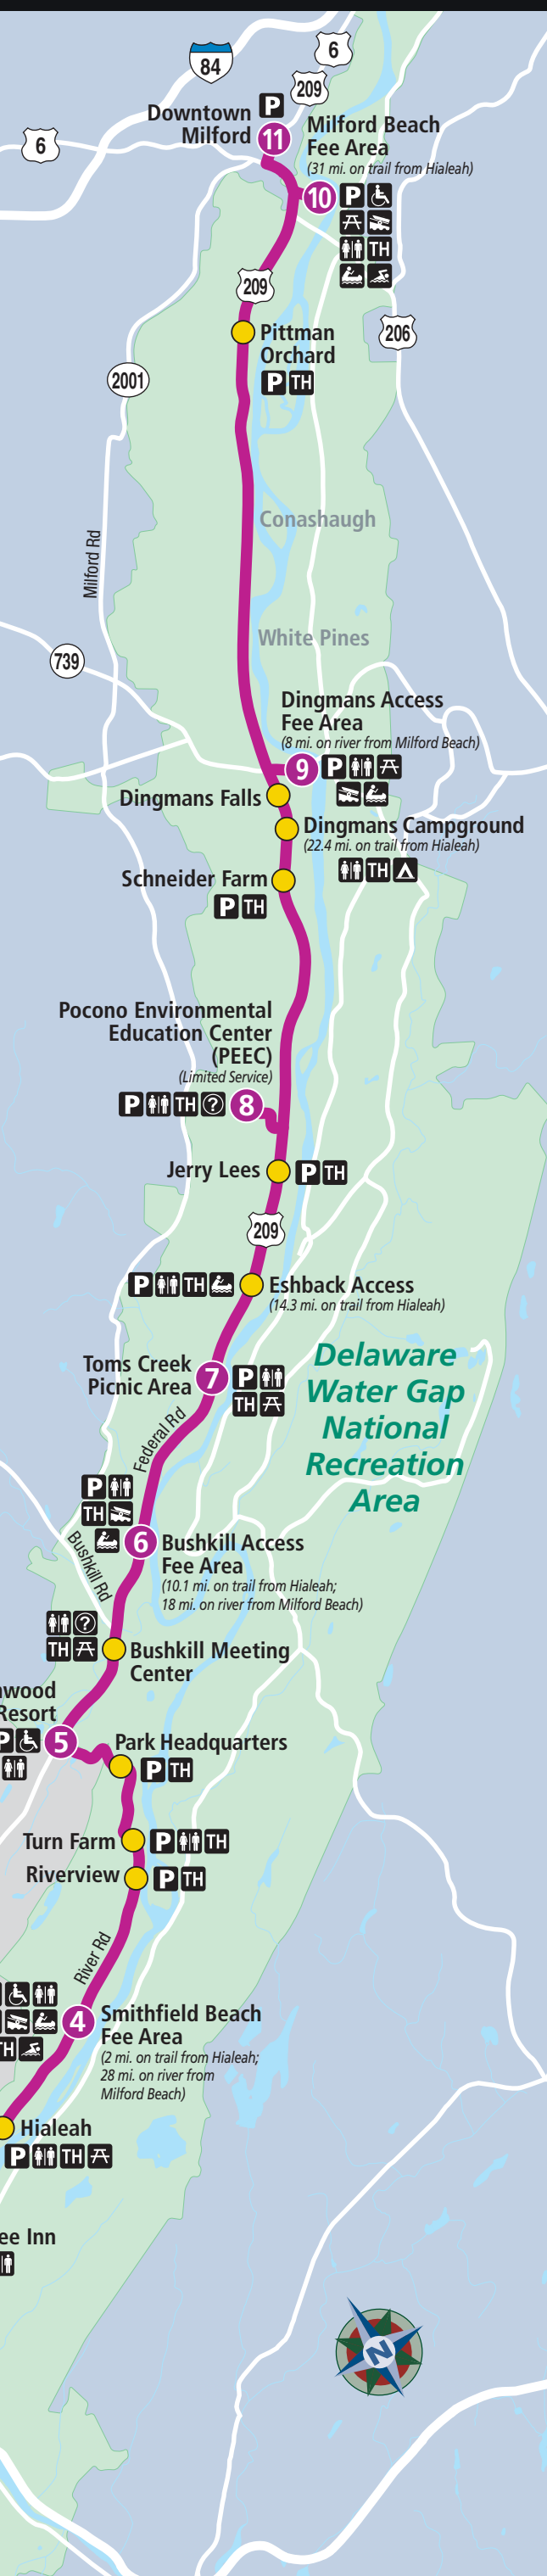 6
84
209
Downtown
Milford
P
11
Milford Beach
Fee Area
(31 mi. on trail from Hialeah)
6
10
P
TH
209
206
Pittman
Orchard
P TH
2001
Conashaugh
Milford Rd
White Pines
739
Dingmans Access
Fee Area
(8 mi. on river from Milford Beach)
9
P
Dingmans Falls
Dingmans Campground
(22.4 mi. on trail from Hialeah)
TH
Schneider Farm
P TH
Pocono Environmental
Education Center
(PEEC)
(Limited Service)
P TH ? 8
Jerry Lees
P TH
209
P TH
Eshback Access
(14.3 mi. on trail from Hialeah)
Toms Creek
Picnic Area
7
P
TH
Delaware
Water Gap
National
Recreation
Area
Federal Rd
P
TH
6
Bushkill Access
Fee Area
(10.1 mi. on trail from Hialeah;
18 mi. on river from Milford Beach)
Bushkill Rd
?
TH
Bushkill Meeting
Center
wood
Resort
P
5
Park Headquarters
P TH
Turn Farm
P TH
Riverview
P TH
River Rd
4
TH
Smithfield Beach
Fee Area
(2 mi. on trail from Hialeah;
28 mi. on river from
Milford Beach)
Hialeah
P TH
ee Inn
N